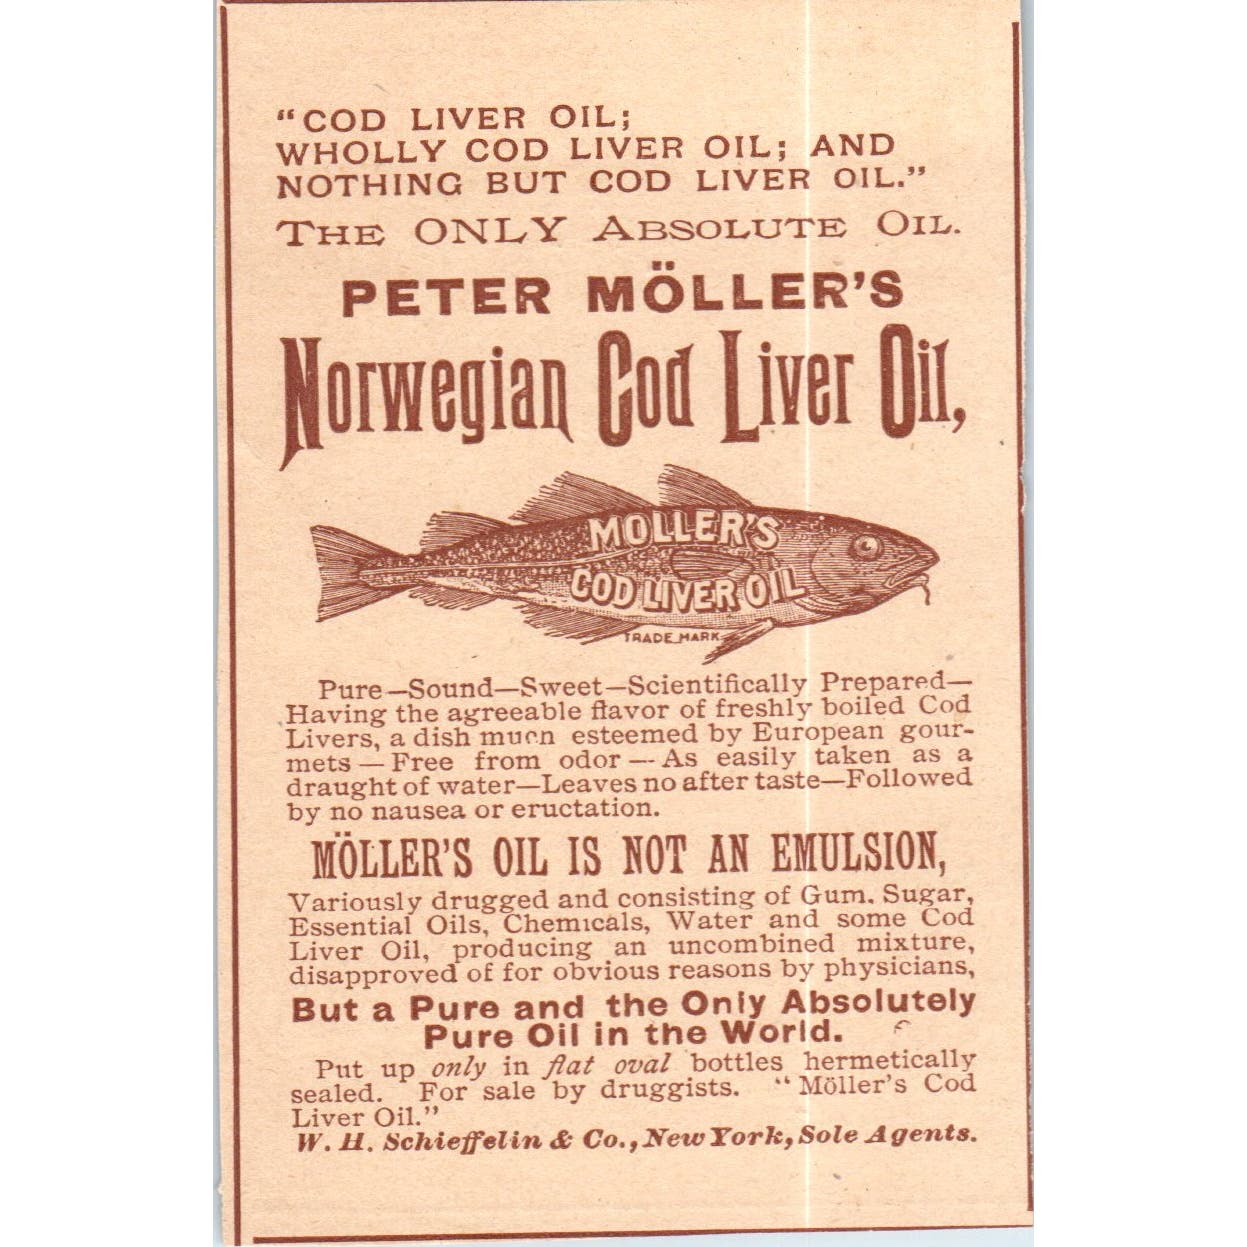 "COD LIVER OIL;
WHOLLY COD LIVER OIL; AND
NOTHING BUT COD LIVER OIL."
THE ONLY ABSOLUTE OIL.
PETER MÖLLER'S
Norwegian Cod Liver Oil,
MOLLER'S
COD LIVER OIL
TRADE MARK
Pure—Sound—Sweet—Scientifically Prepared—
Having the agreeable flavor of freshly boiled Cod
Livers, a dish much esteemed by European gour-
mets — Free from odor — As easily taken as a
draught of water—Leaves no after taste—Followed
by no nausea or eructation.
MÖLLER'S OIL IS NOT AN EMULSION,
Variously drugged and consisting of Gum. Sugar,
Essential Oils, Chemicals, Water and some Cod
Liver Oil, producing an uncombined mixture,
disapproved of for obvious reasons by physicians,
But a Pure and the Only Absolutely
Pure Oil in the World.
Put up only in flat oval bottles hermetically
sealed. For sale by druggists. "Möller's Cod
Liver Oil."
W. H. Schieffelin & Co., New York, Sole Agents.